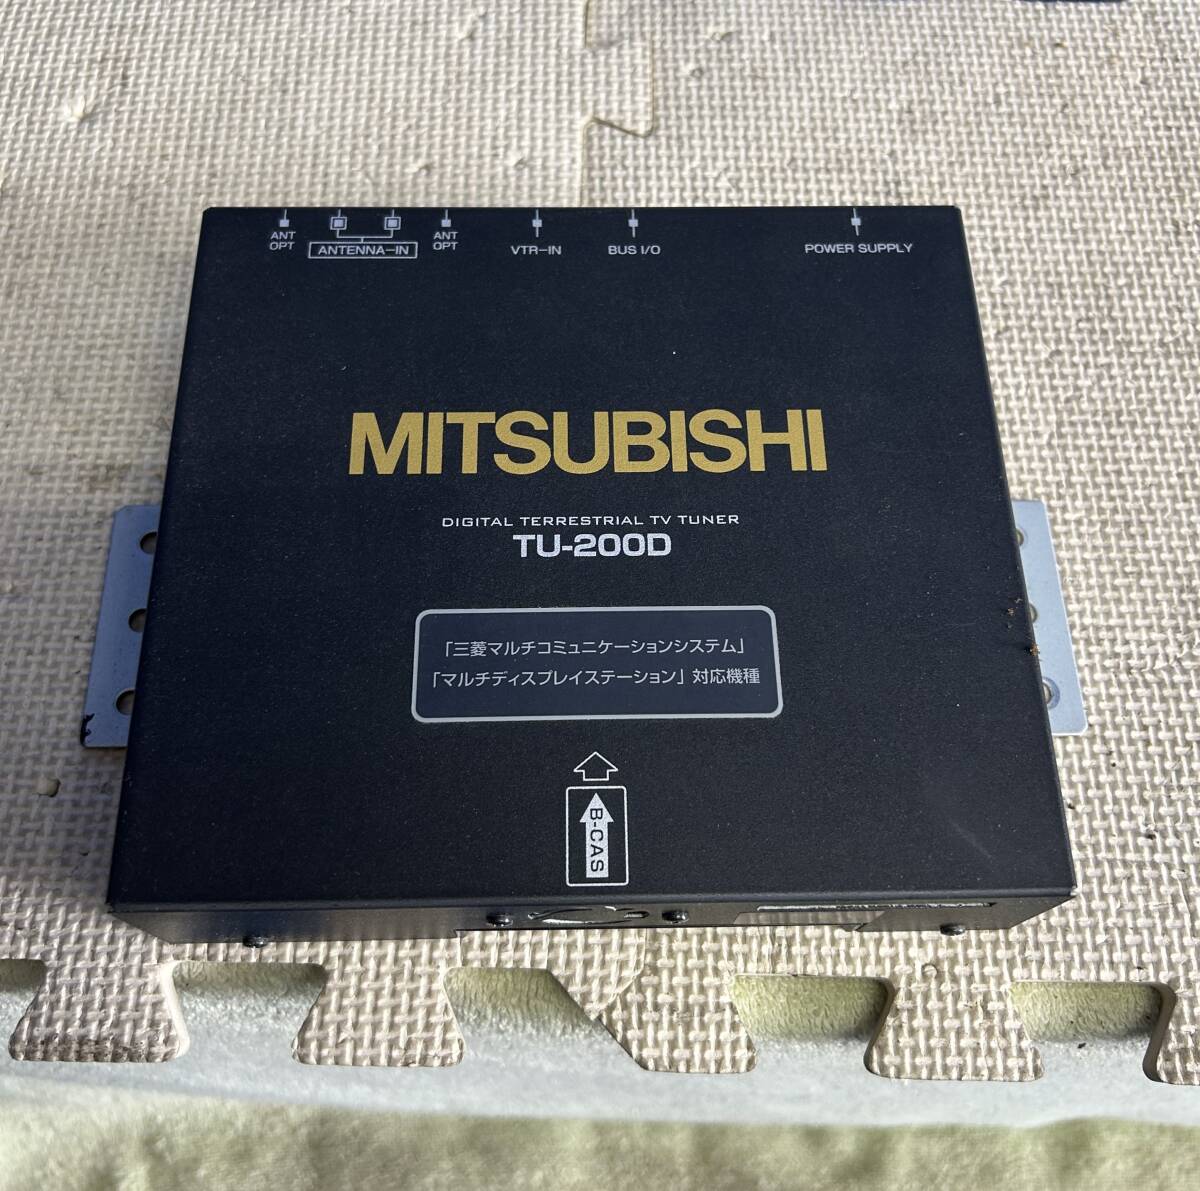 ANT OPT
ANTENNA-IN
ANT OPT
VTR-IN
BUS I/O
POWER SUPPLY
MITSUBISHI
DIGITAL TERRESTRIAL TV TUNER
TU-200D
「三菱マルチコミュニケーションシステム」
「マルチディスプレイステーション」対応機種
B-CAS